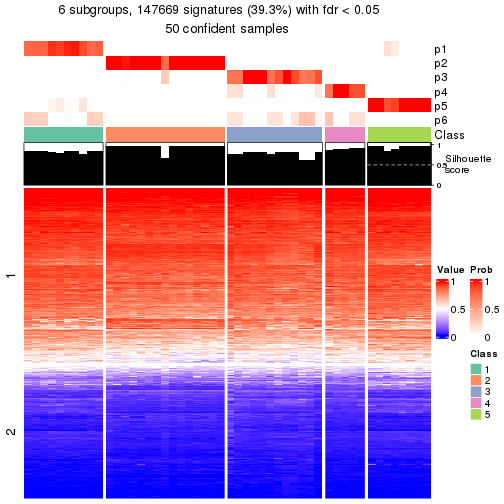 6 subgroups, 147669 signatures (39.3%) with fdr < 0.05
50 confident samples
p1
p2
p3
p4
p5
p6
Class
1
0.5
0
Silhouette
score
1
2
Value
1
0.5
0
Prob
1
0.5
0
Class
1
2
3
4
5